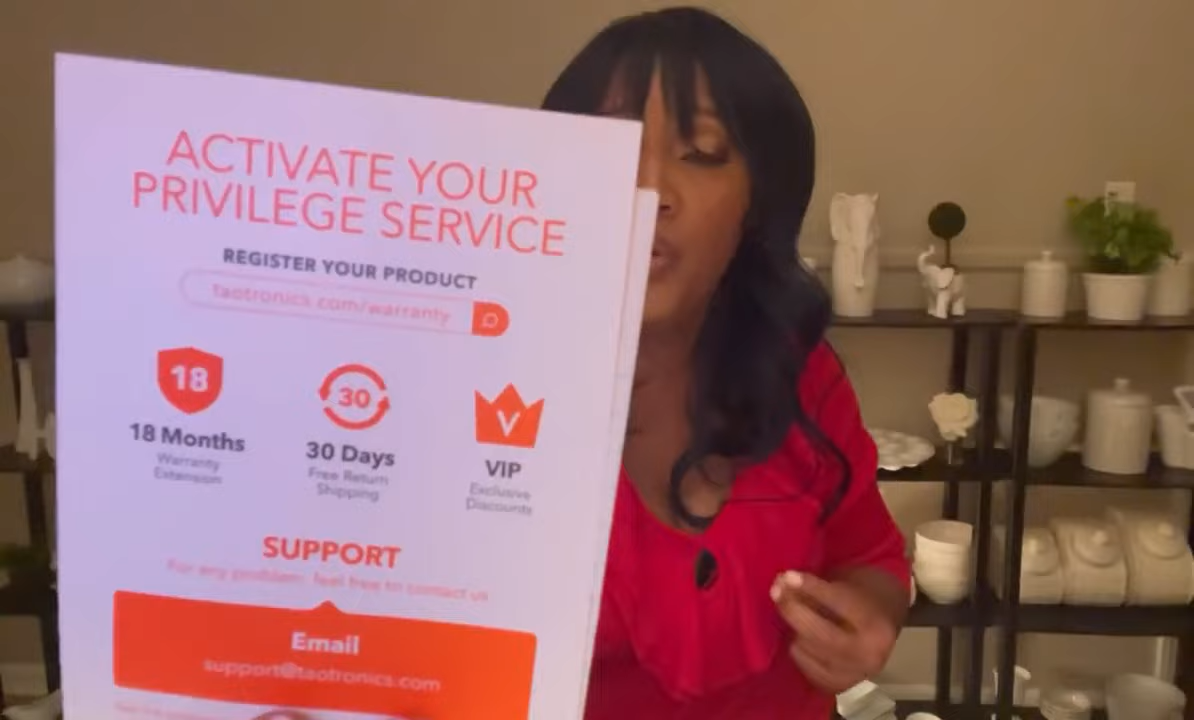 ACTIVATE YOUR
PRIVILEGE SERVICE
REGISTER YOUR PRODUCT
taotronics.com/warranty
18
30
V
18 Months
30 Days
VIP
Warranty
Extension
Free Return
Shipping
Exclusive
Discounts
SUPPORT
For any problem, feel free to contact us
Email
support@taotronics.com